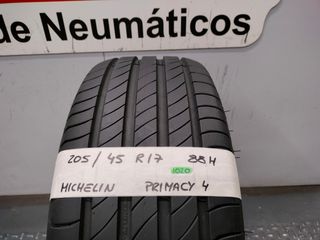 de Neumáticos
205/45 R17 88H
1020
MICHELIN PRIMACY 4